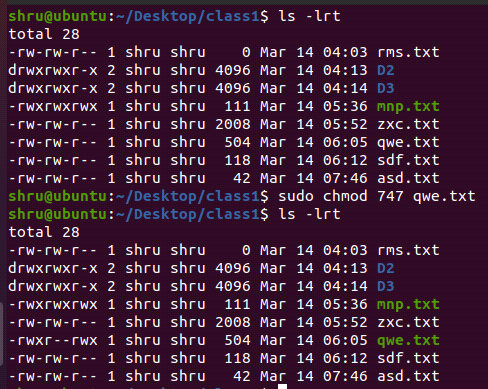 shru@ubuntu:~/Desktop/class1$ ls -lrt
total 28
-rw-rw-r-- 1 shru shru    0 Mar 14 04:03 rms.txt
drwxrwxr-x 2 shru shru 4096 Mar 14 04:13 D2
drwxrwxr-x 2 shru shru 4096 Mar 14 04:14 D3
-rwxrwxrwx 1 shru shru  111 Mar 14 05:36 mnp.txt
-rw-rw-r-- 1 shru shru 2008 Mar 14 05:52 zxc.txt
-rw-rw-r-- 1 shru shru  504 Mar 14 06:05 qwe.txt
-rw-rw-r-- 1 shru shru  118 Mar 14 06:12 sdf.txt
-rw-rw-r-- 1 shru shru   42 Mar 14 07:46 asd.txt
shru@ubuntu:~/Desktop/class1$ sudo chmod 747 qwe.txt
shru@ubuntu:~/Desktop/class1$ ls -lrt
total 28
-rw-rw-r-- 1 shru shru    0 Mar 14 04:03 rms.txt
drwxrwxr-x 2 shru shru 4096 Mar 14 04:13 D2
drwxrwxr-x 2 shru shru 4096 Mar 14 04:14 D3
-rwxrwxrwx 1 shru shru  111 Mar 14 05:36 mnp.txt
-rw-rw-r-- 1 shru shru 2008 Mar 14 05:52 zxc.txt
-rwxr--rwx 1 shru shru  504 Mar 14 06:05 qwe.txt
-rw-rw-r-- 1 shru shru  118 Mar 14 06:12 sdf.txt
-rw-rw-r-- 1 shru shru   42 Mar 14 07:46 asd.txt